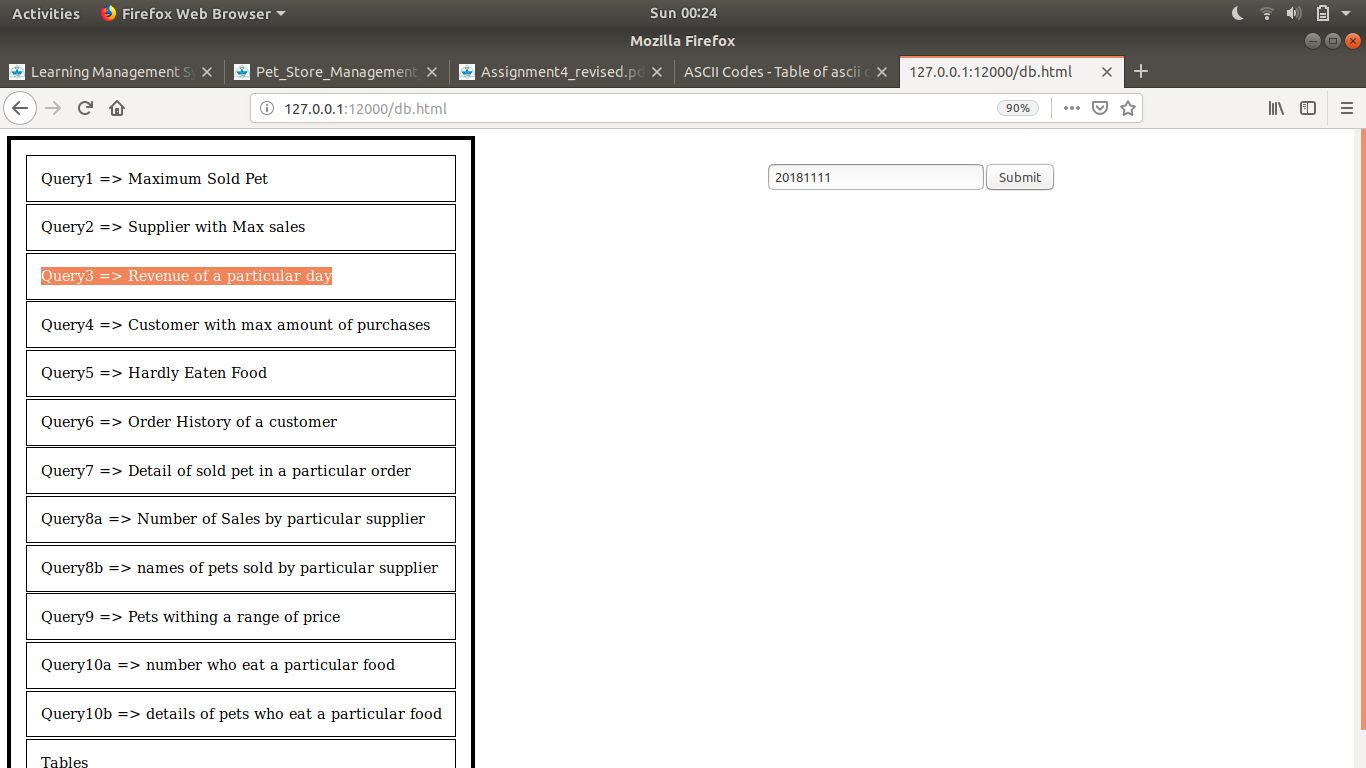 Activities Firefox Web Browser Sun 00:24
Mozilla Firefox
Learning Management Sy Pet_Store_Management Assignment4_revised.pd ASCII Codes - Table of ascii c 127.0.0.1:12000/db.html
127.0.0.1:12000/db.html 90%
Query1 => Maximum Sold Pet
20181111 Submit
Query2 => Supplier with Max sales
Query3 => Revenue of a particular day
Query4 => Customer with max amount of purchases
Query5 => Hardly Eaten Food
Query6 => Order History of a customer
Query7 => Detail of sold pet in a particular order
Query8a => Number of Sales by particular supplier
Query8b => names of pets sold by particular supplier
Query9 => Pets withing a range of price
Query10a => number who eat a particular food
Query10b => details of pets who eat a particular food
Tables